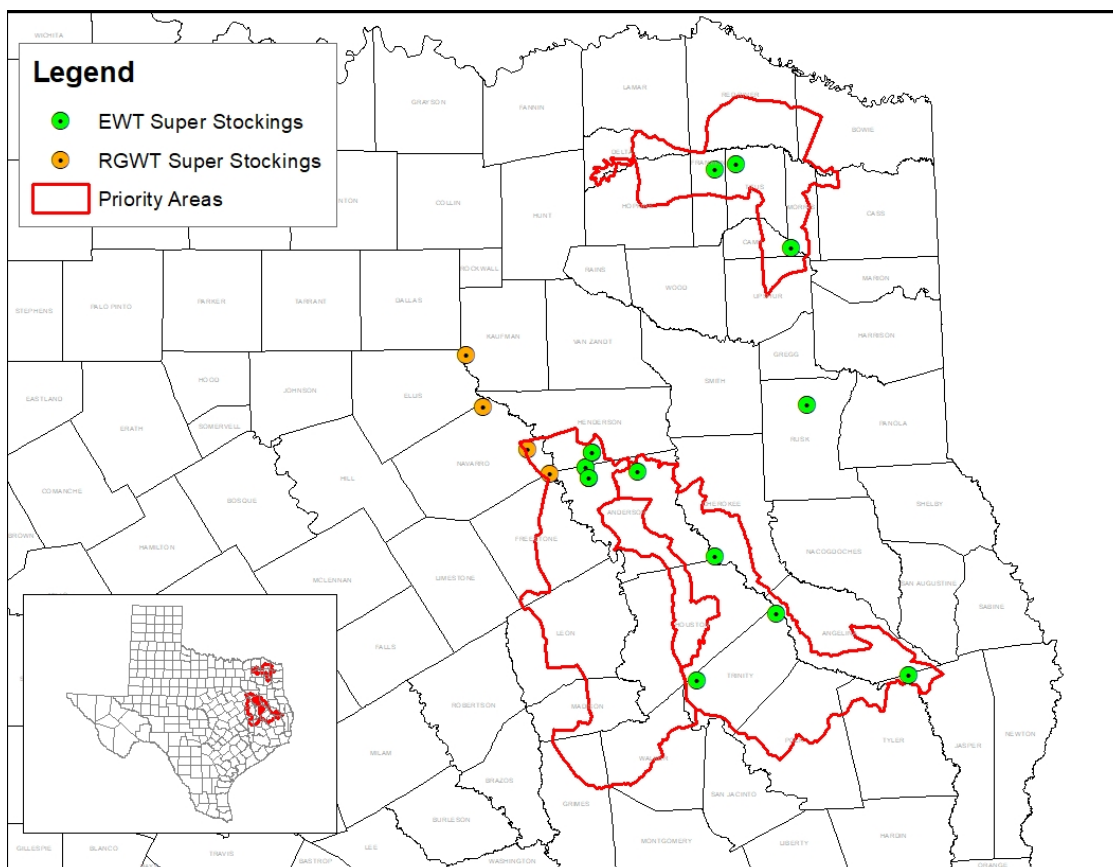 WICHITA
Legend
EWT Super Stockings
RGWT Super Stockings
Priority Areas
GRAYSON
FANNIN
LAMAR
RED RIVER
BOWIE
DELTA
FRANKLIN
TITUS
MORRIS
CASS
HOPKINS
HUNT
COLLIN
CAMP
ROCKWALL
RAINS
WOOD
UPSHUR
MARION
STEPHENS
PALO PINTO
PARKER
TARRANT
DALLAS
KAUFMAN
VAN ZANDT
HARRISON
GREGG
SMITH
EASTLAND
HOOD
JOHNSON
ELLIS
ERATH
SOMERVELL
HENDERSON
RUSK
PANOLA
NAVARRO
HILL
COMANCHE
BOSQUE
ANDERSON
CHEROKEE
SHELBY
BROWN
HAMILTON
FREESTONE
NACOGDOCHES
MCLENNAN
LIMESTONE
SAN AUGUSTINE
SABINE
LEON
HOUSTON
ANGELINA
FALLS
TRINITY
ROBERTSON
MADISON
POLK
TYLER
JASPER
NEWTON
MILAM
WALKER
BRAZOS
GRIMES
SAN JACINTO
BURLESON
MONTGOMERY
LIBERTY
HARDIN
GILLESPIE
BLANCO
TRAVIS
BASTROP
LEE
WASHINGTON
ORANGE